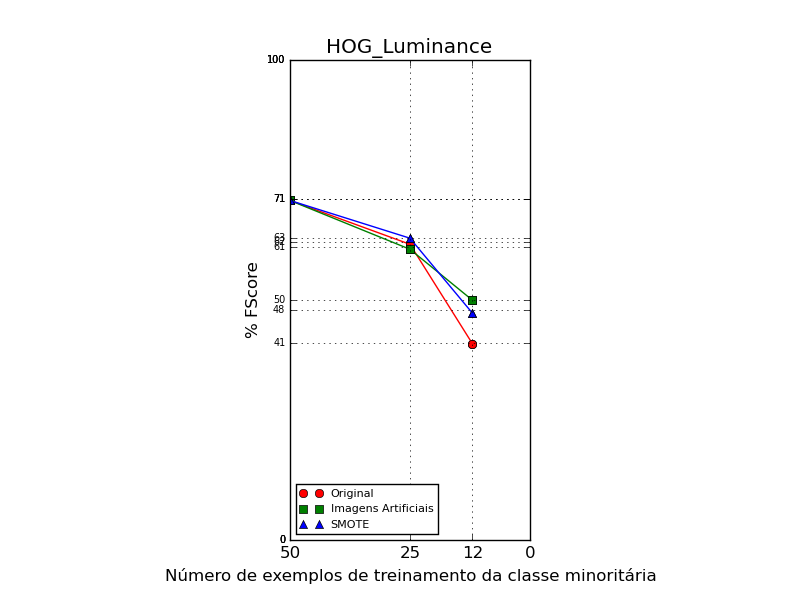 HOG_Luminance
100
71
63
62
61
50
48
41
0
% FScore
Original
Imagens Artificiais
SMOTE
50 25 12 0
Número de exemplos de treinamento da classe minoritária